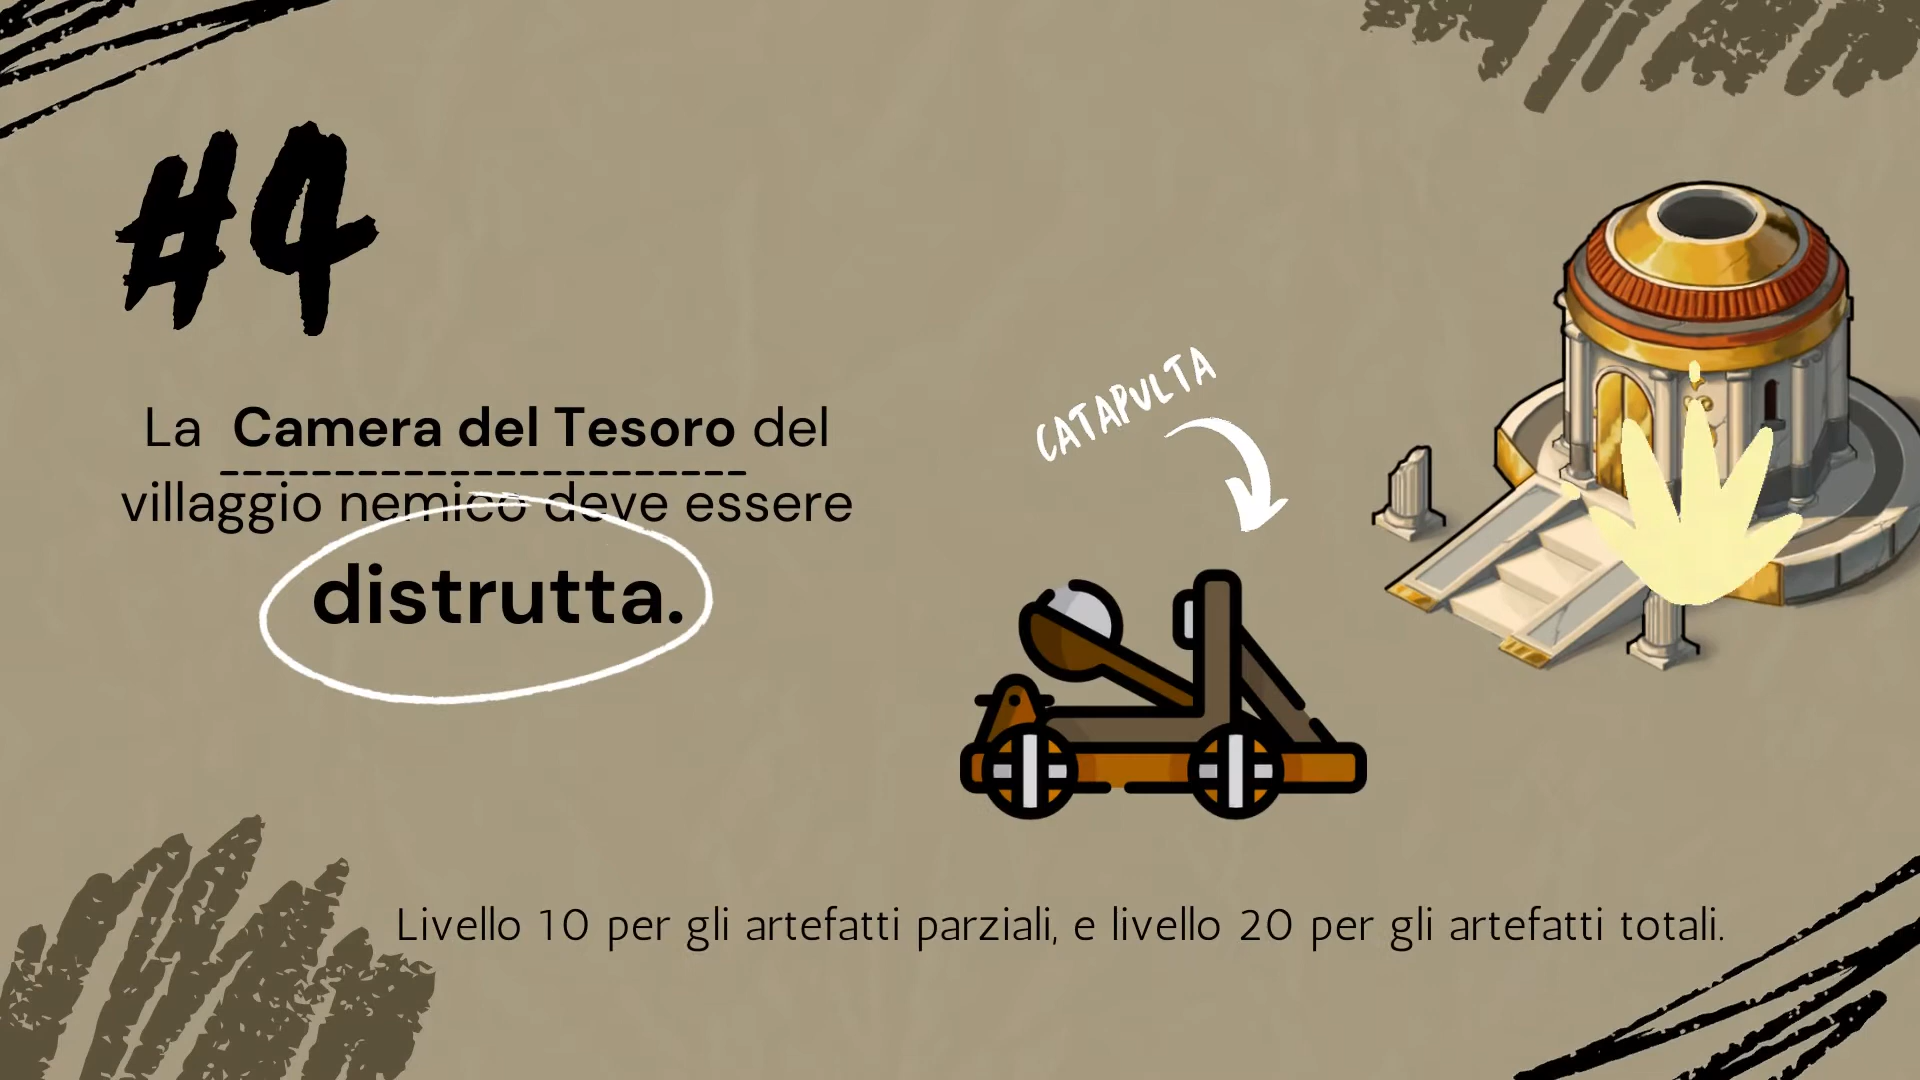 #4
La Camera del Tesoro del
villaggio nemico deve essere
distrutta.
CATAPULTA
Livello 10 per gli artefatti parziali, e livello 20 per gli artefatti totali.